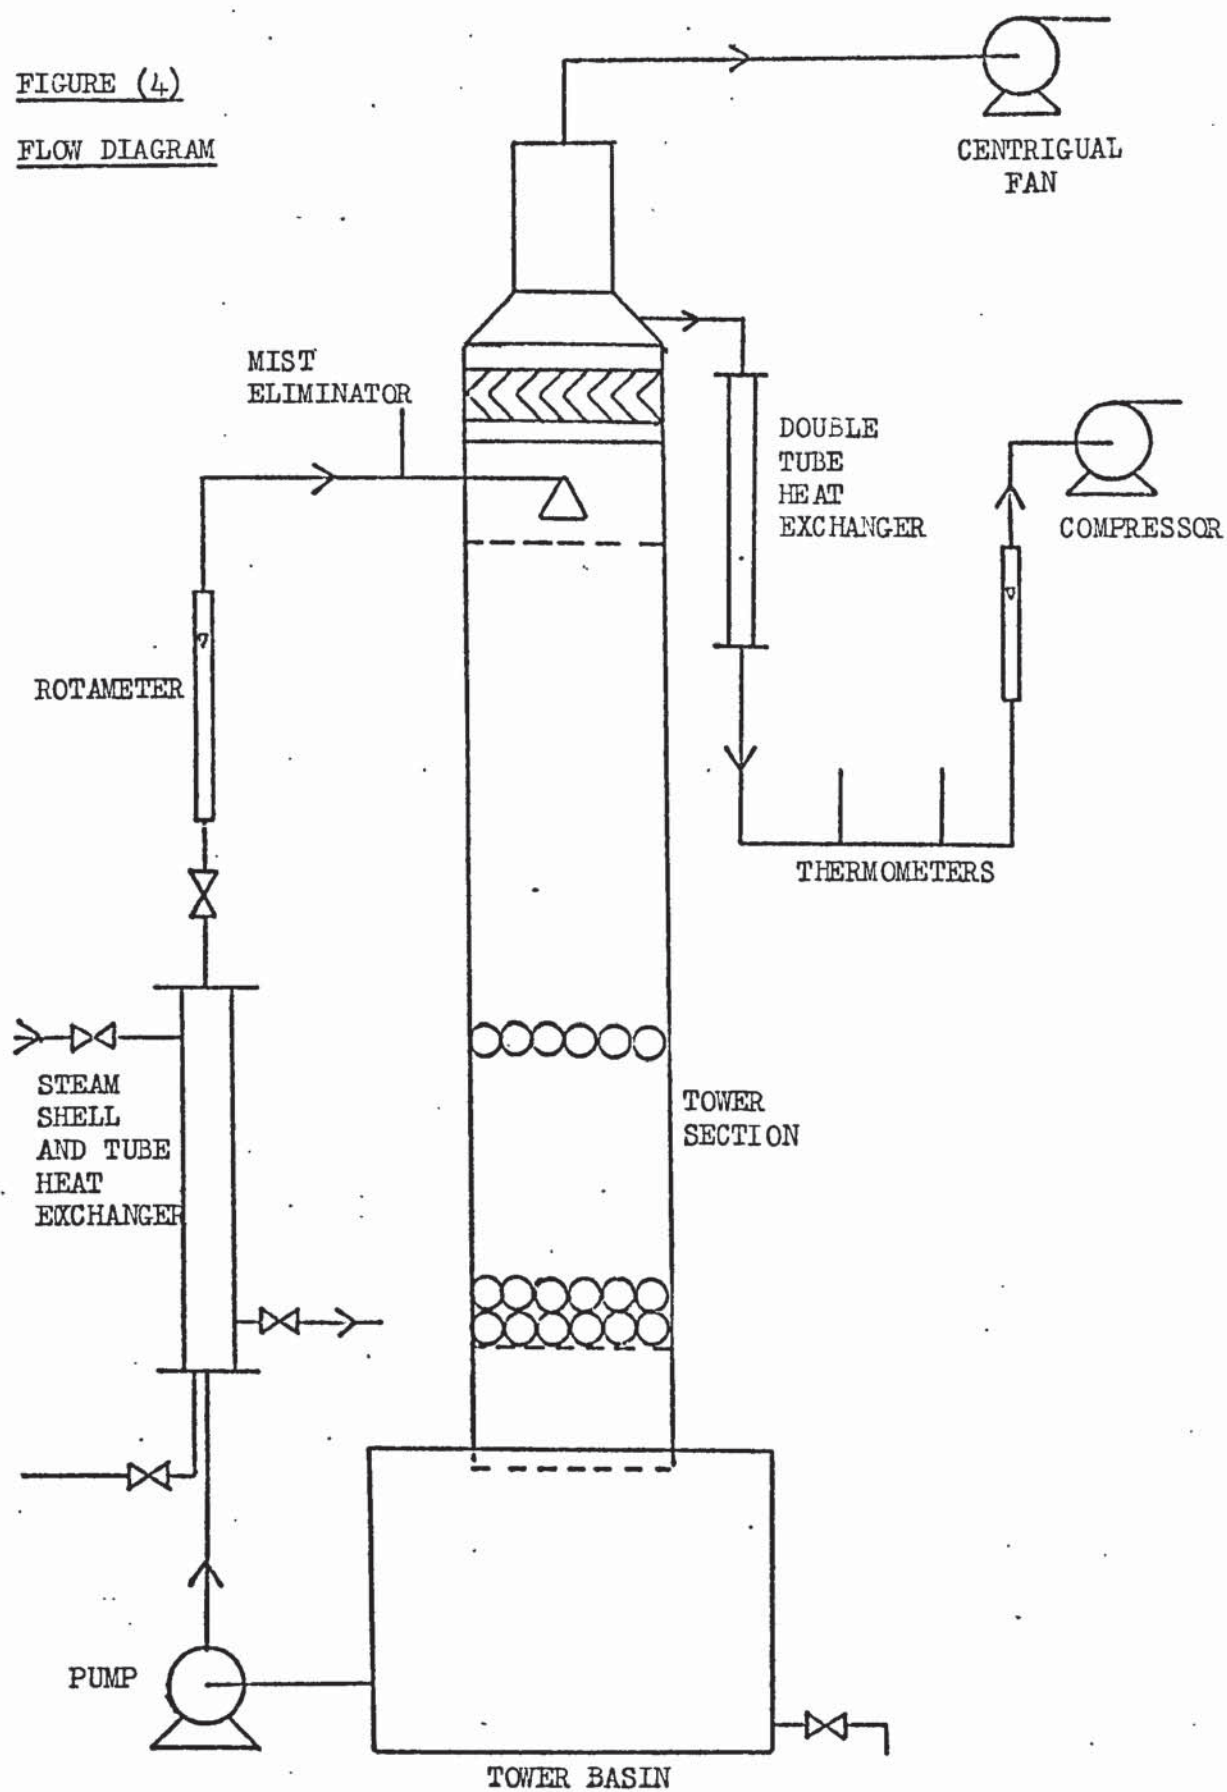 FIGURE (4)
FLOW DIAGRAM
CENTRIGUAL
FAN
MIST
ELIMINATOR
DOUBLE
TUBE
HEAT
EXCHANGER
COMPRESSOR
ROTAMETER
THERMOMETERS
STEAM
SHELL
AND TUBE
HEAT
EXCHANGER
TOWER
SECTION
PUMP
TOWER BASIN